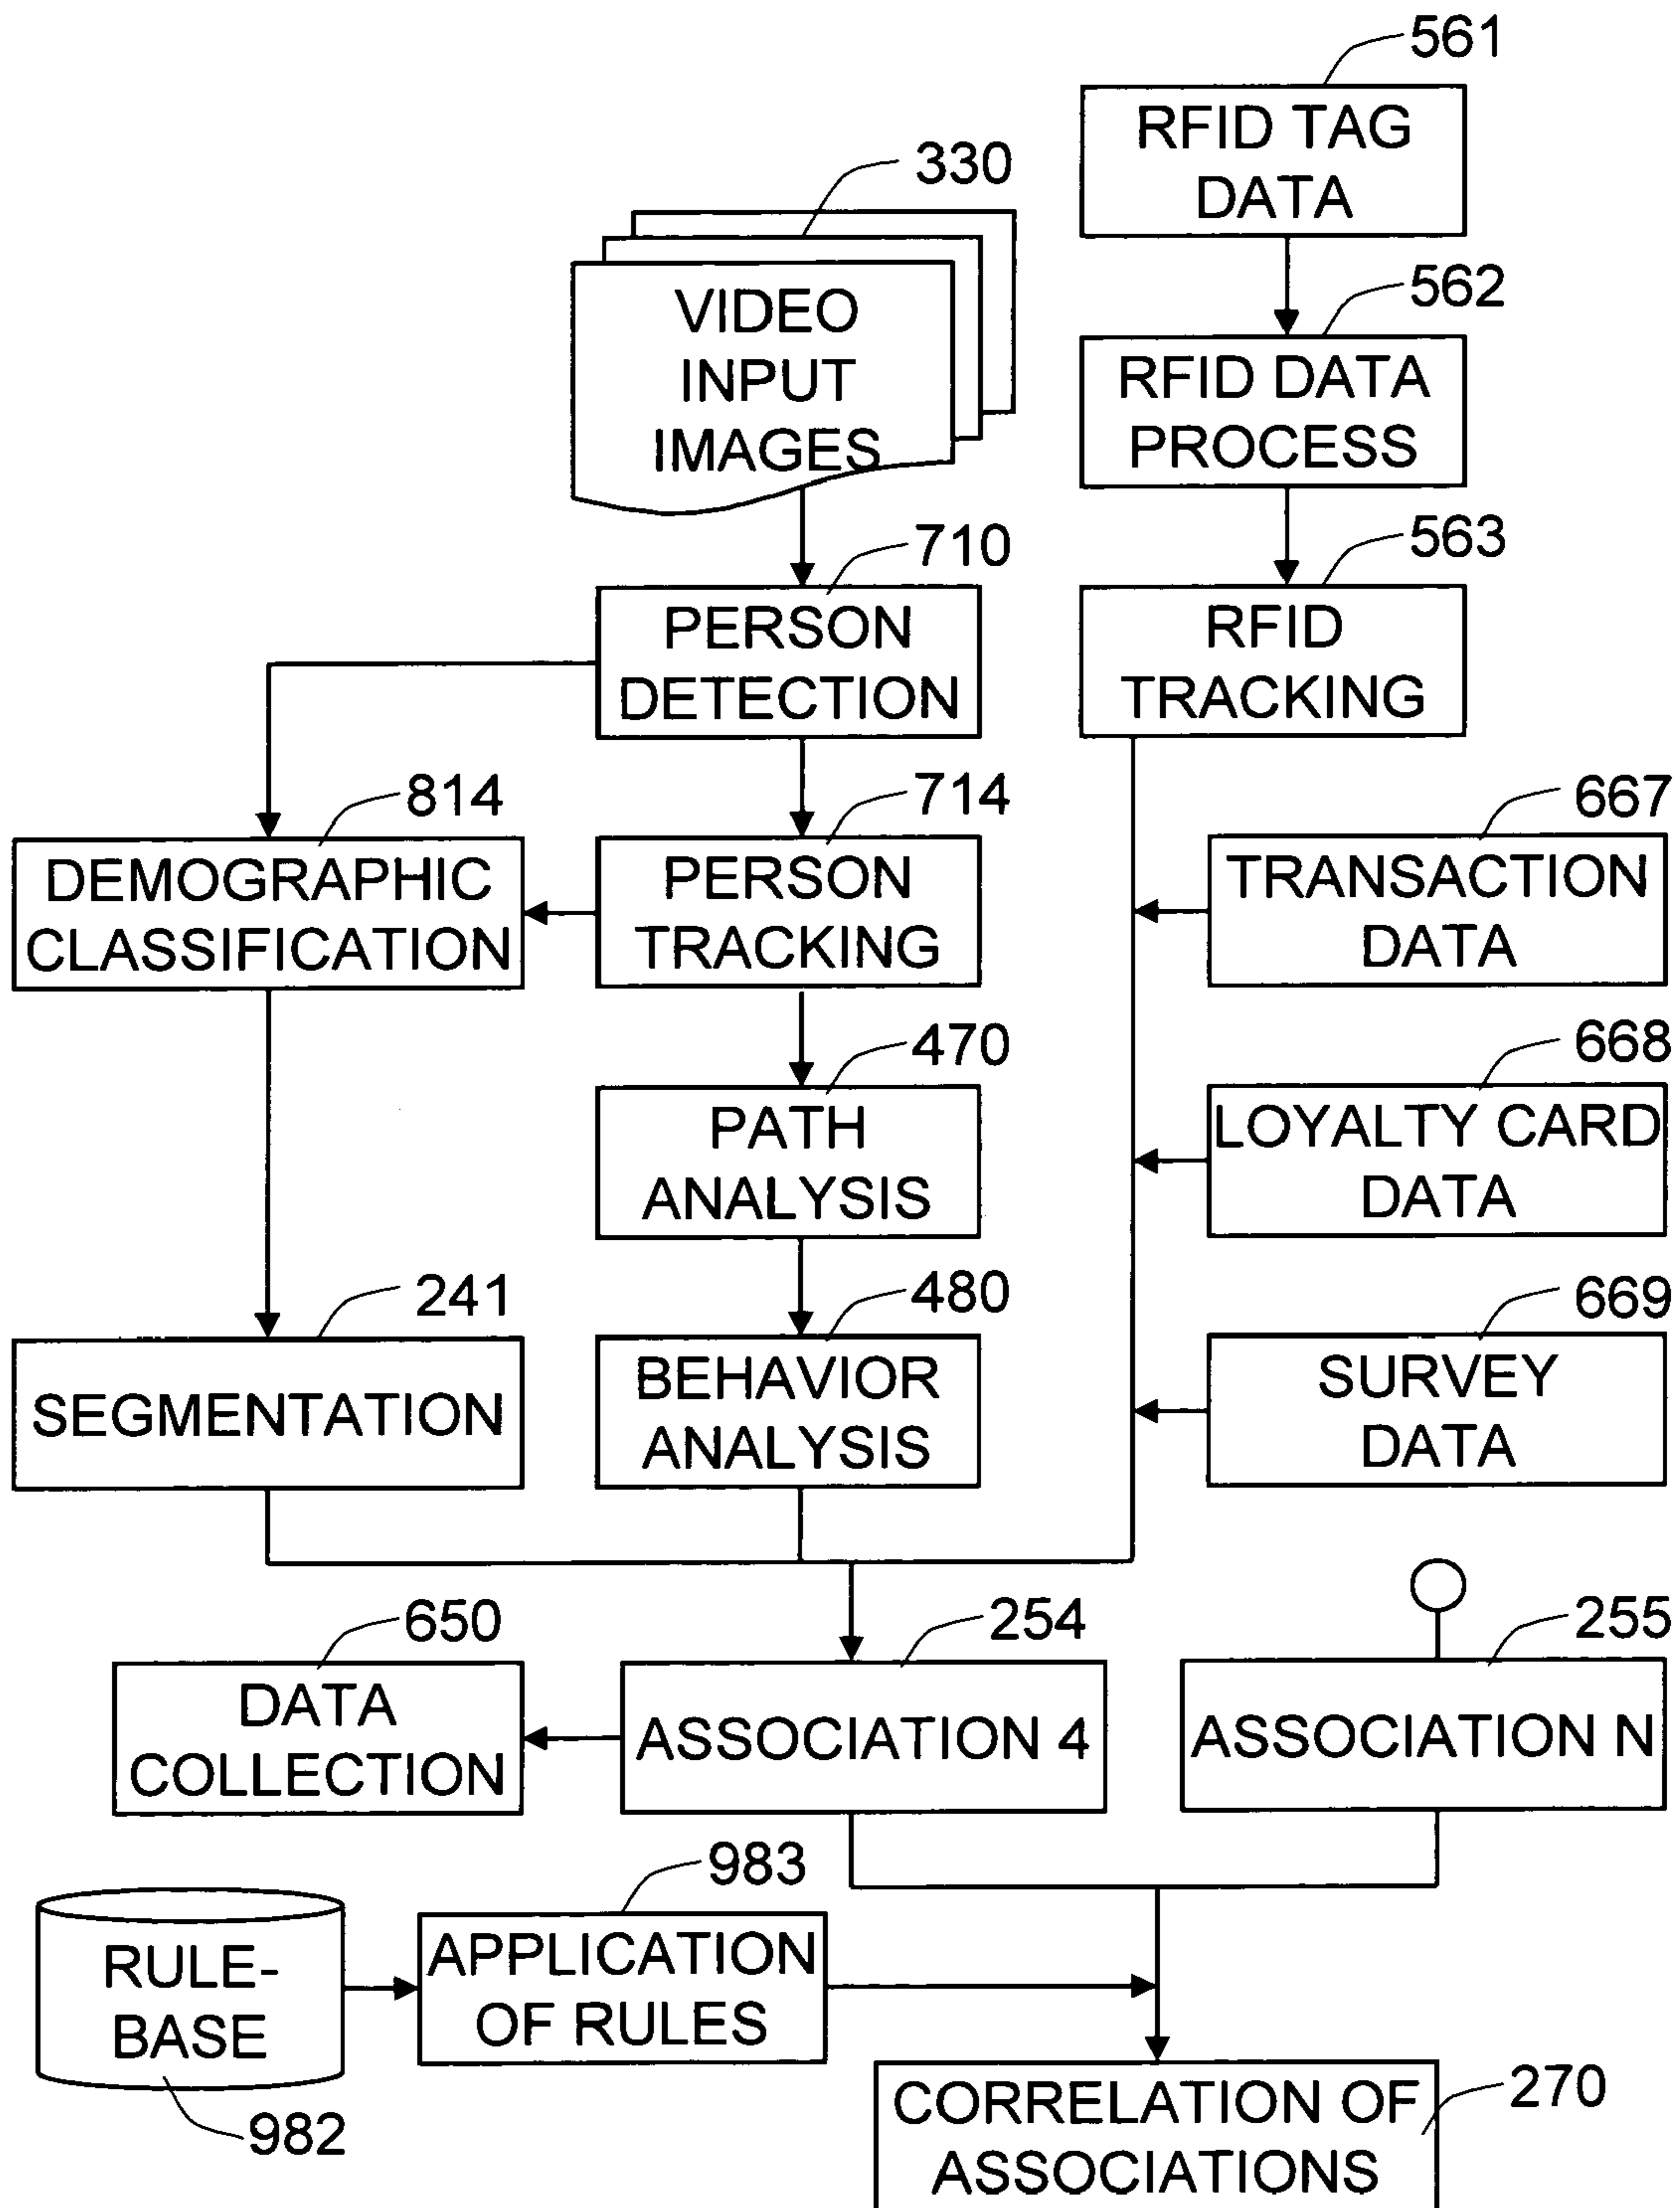 561
RFID TAG
DATA
330
VIDEO
INPUT
IMAGES
562
RFID DATA
PROCESS
710
PERSON
DETECTION
563
RFID
TRACKING
814
DEMOGRAPHIC
CLASSIFICATION
714
PERSON
TRACKING
667
TRANSACTION
DATA
470
PATH
ANALYSIS
668
LOYALTY CARD
DATA
241
SEGMENTATION
480
BEHAVIOR
ANALYSIS
669
SURVEY
DATA
650
DATA
COLLECTION
254
ASSOCIATION 4
255
ASSOCIATION N
RULE-
BASE
982
983
APPLICATION
OF RULES
270
CORRELATION OF
ASSOCIATIONS